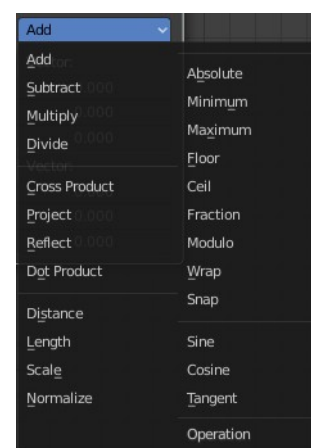 Add
Add
Subtract
Multiply
Divide
Cross Product
Project
Reflect
Dot Product
Distance
Length
Scale
Normalize
Absolute
Minimum
Maximum
Floor
Ceil
Fraction
Modulo
Wrap
Snap
Sine
Cosine
Tangent
Operation